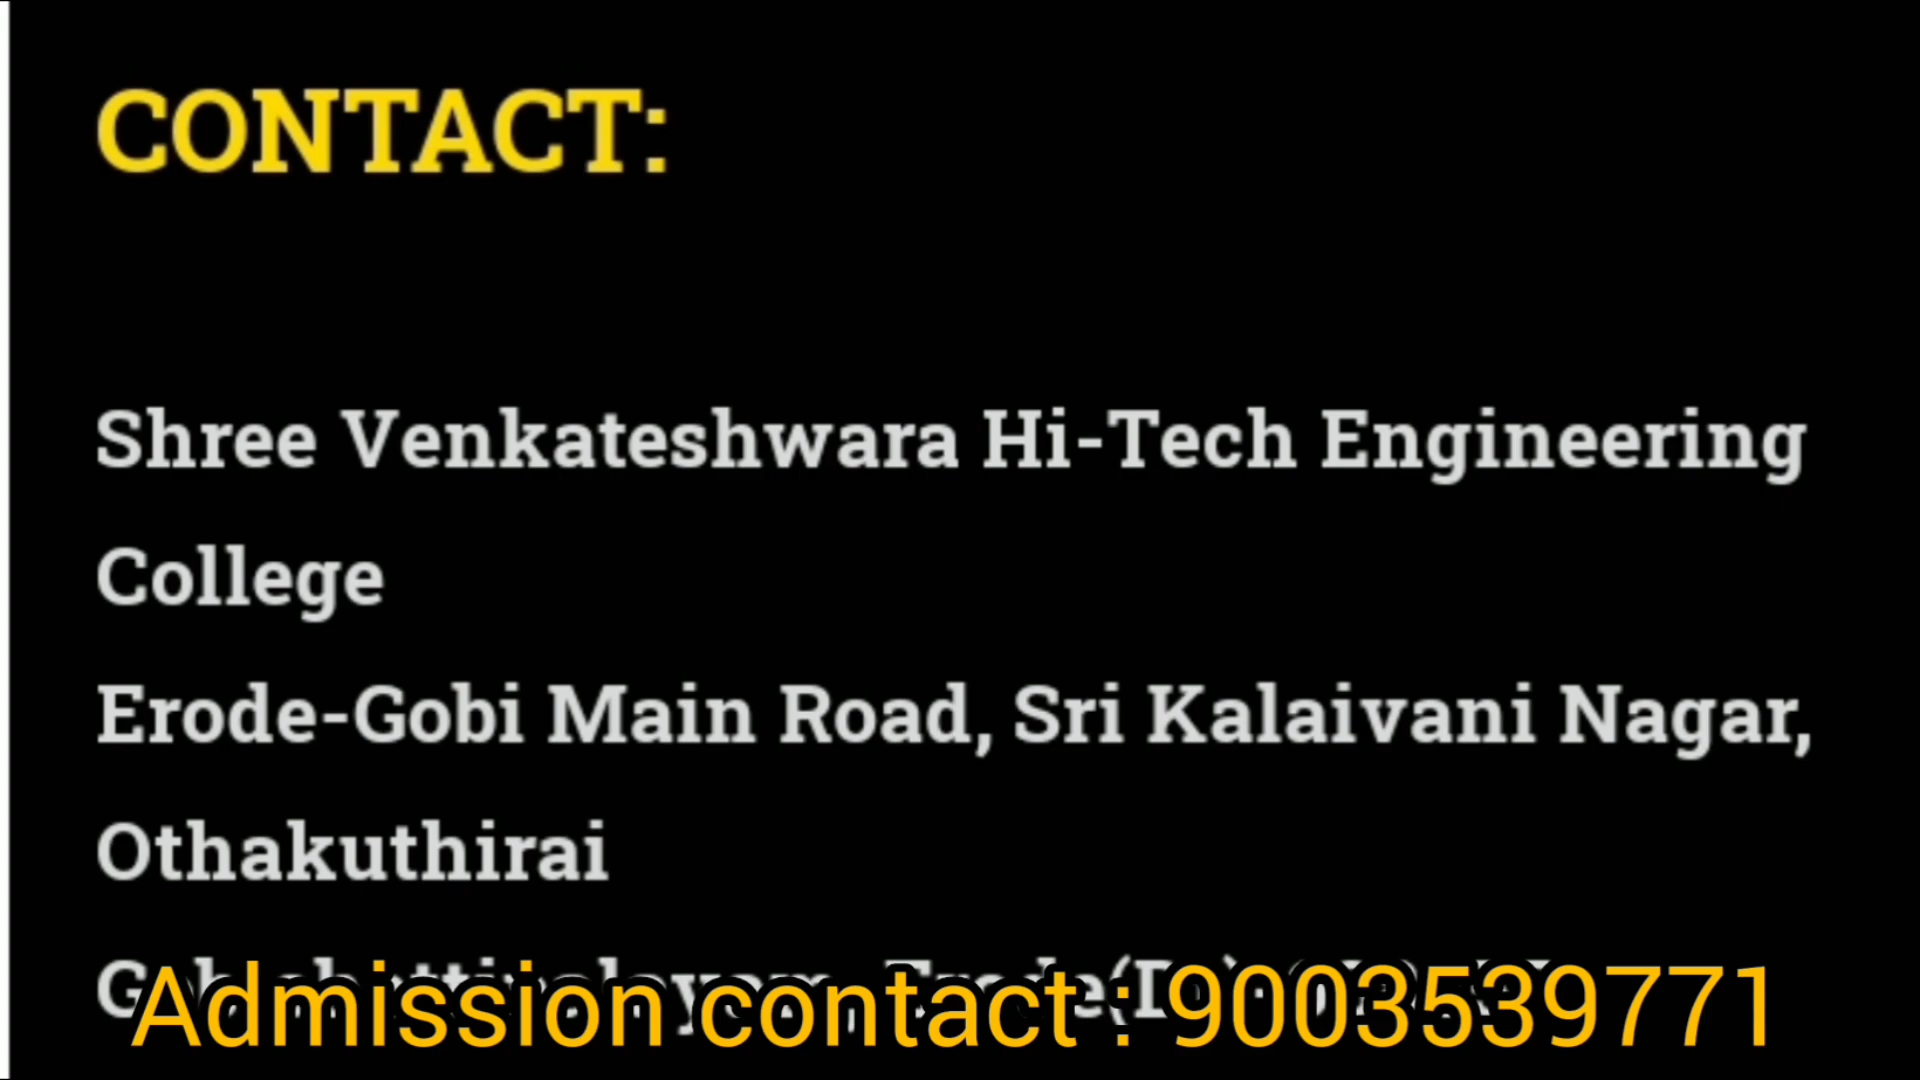 CONTACT:
Shree Venkateshwara Hi-Tech Engineering
College
Erode-Gobi Main Road, Sri Kalaivani Nagar,
Othakuthirai
Admission contact : 9003539771